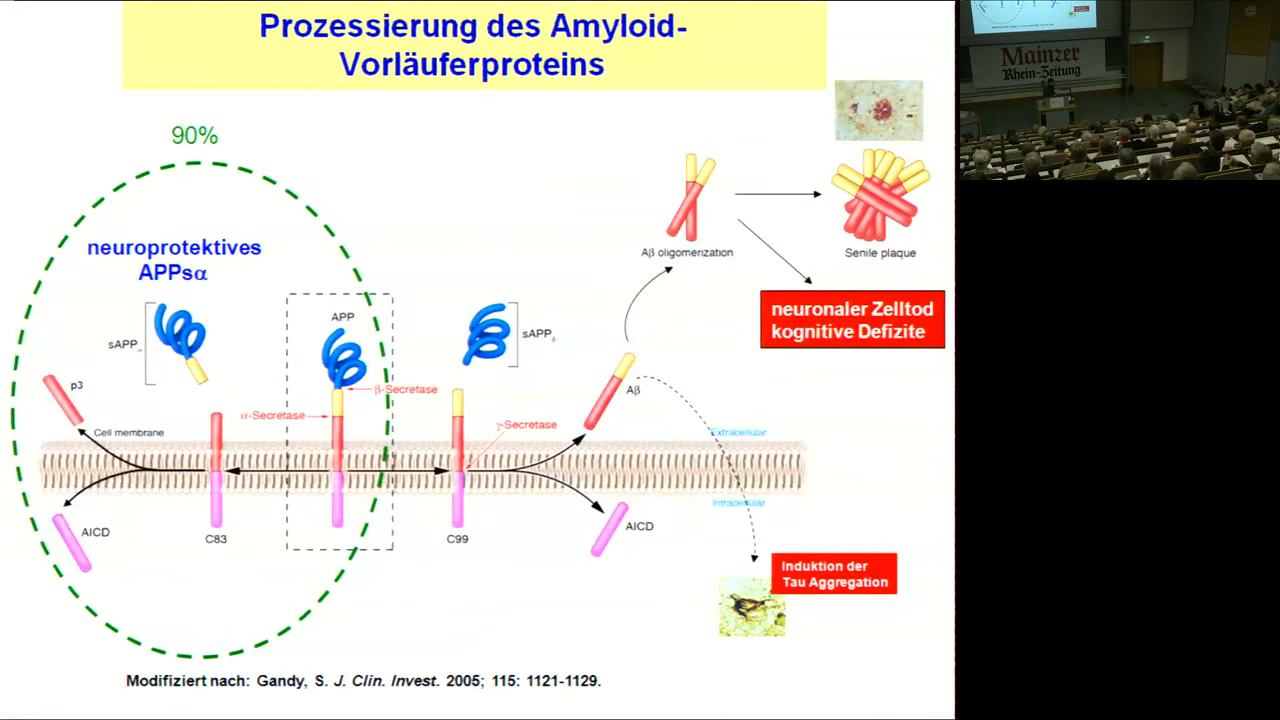 Prozessierung des Amyloid-
Vorläuferproteins
90%
neuroprotektives
APPsα
sAPPα
p3
Cell membrane
α-Secretase
APP
β-Secretase
sAPPβ
γ-Secretase
Aβ oligomerization
Senile plaque
neuronaler Zelltod
kognitive Defizite
Aβ
Extracellular
Intracellular
AICD
C83
C99
AICD
Induktion der
Tau Aggregation
Modifiziert nach: Gandy, S. J. Clin. Invest. 2005; 115: 1121-1129.
Mainzer
Rhein-Zeitung